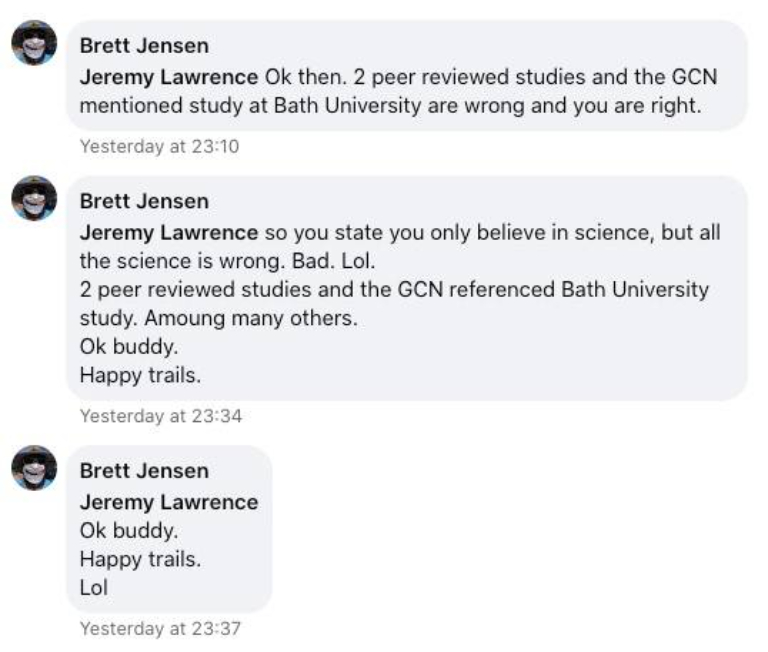 Brett Jensen
Jeremy Lawrence Ok then. 2 peer reviewed studies and the GCN
mentioned study at Bath University are wrong and you are right.
Yesterday at 23:10
Brett Jensen
Jeremy Lawrence so you state you only believe in science, but all
the science is wrong. Bad. Lol.
2 peer reviewed studies and the GCN referenced Bath University
study. Amoung many others.
Ok buddy.
Happy trails.
Yesterday at 23:34
Brett Jensen
Jeremy Lawrence
Ok buddy.
Happy trails.
Lol
Yesterday at 23:37